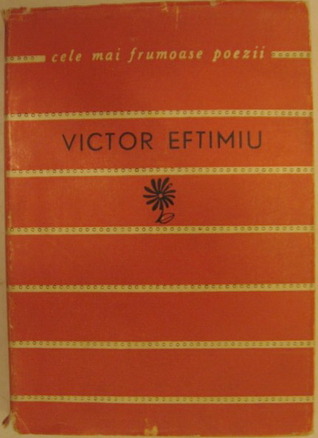 cele mai frumoase poezii
VICTOR EFTIMIU